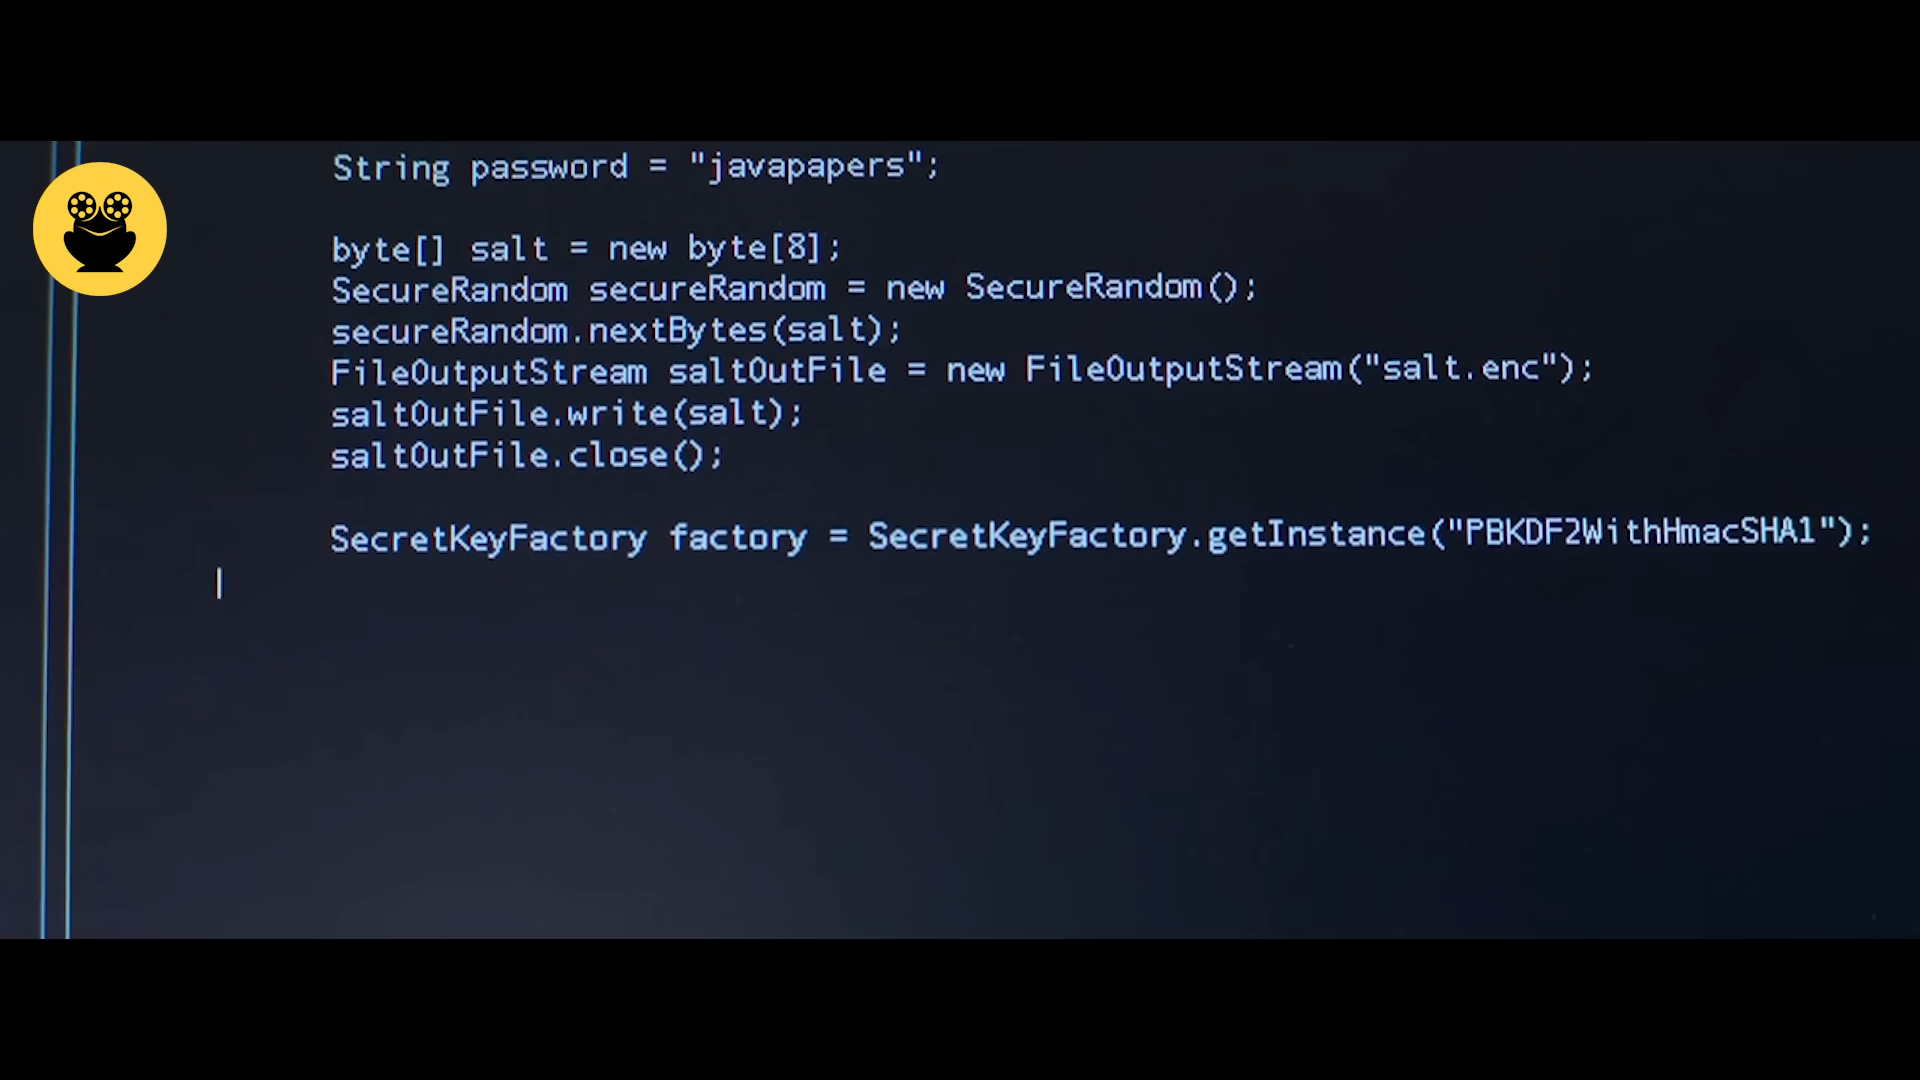 String password = "javapapers";
byte[] salt = new byte[8];
SecureRandom secureRandom = new SecureRandom();
secureRandom.nextBytes(salt);
FileOutputStream saltOutFile = new FileOutputStream("salt.enc");
saltOutFile.write(salt);
saltOutFile.close();
SecretKeyFactory factory = SecretKeyFactory.getInstance("PBKDF2WithHmacSHA1");